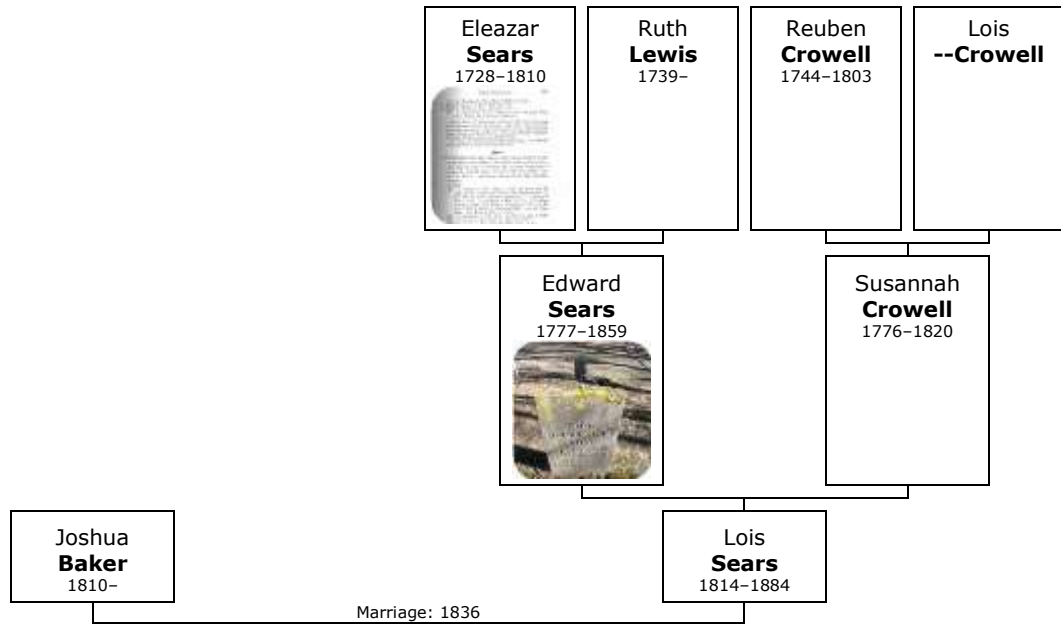 Eleazar
Sears
1728–1810
Ruth
Lewis
1739–
Reuben
Crowell
1744–1803
Lois
--Crowell
Edward
Sears
1777–1859
Susannah
Crowell
1776–1820
Joshua
Baker
1810–
Lois
Sears
1814–1884
Marriage: 1836